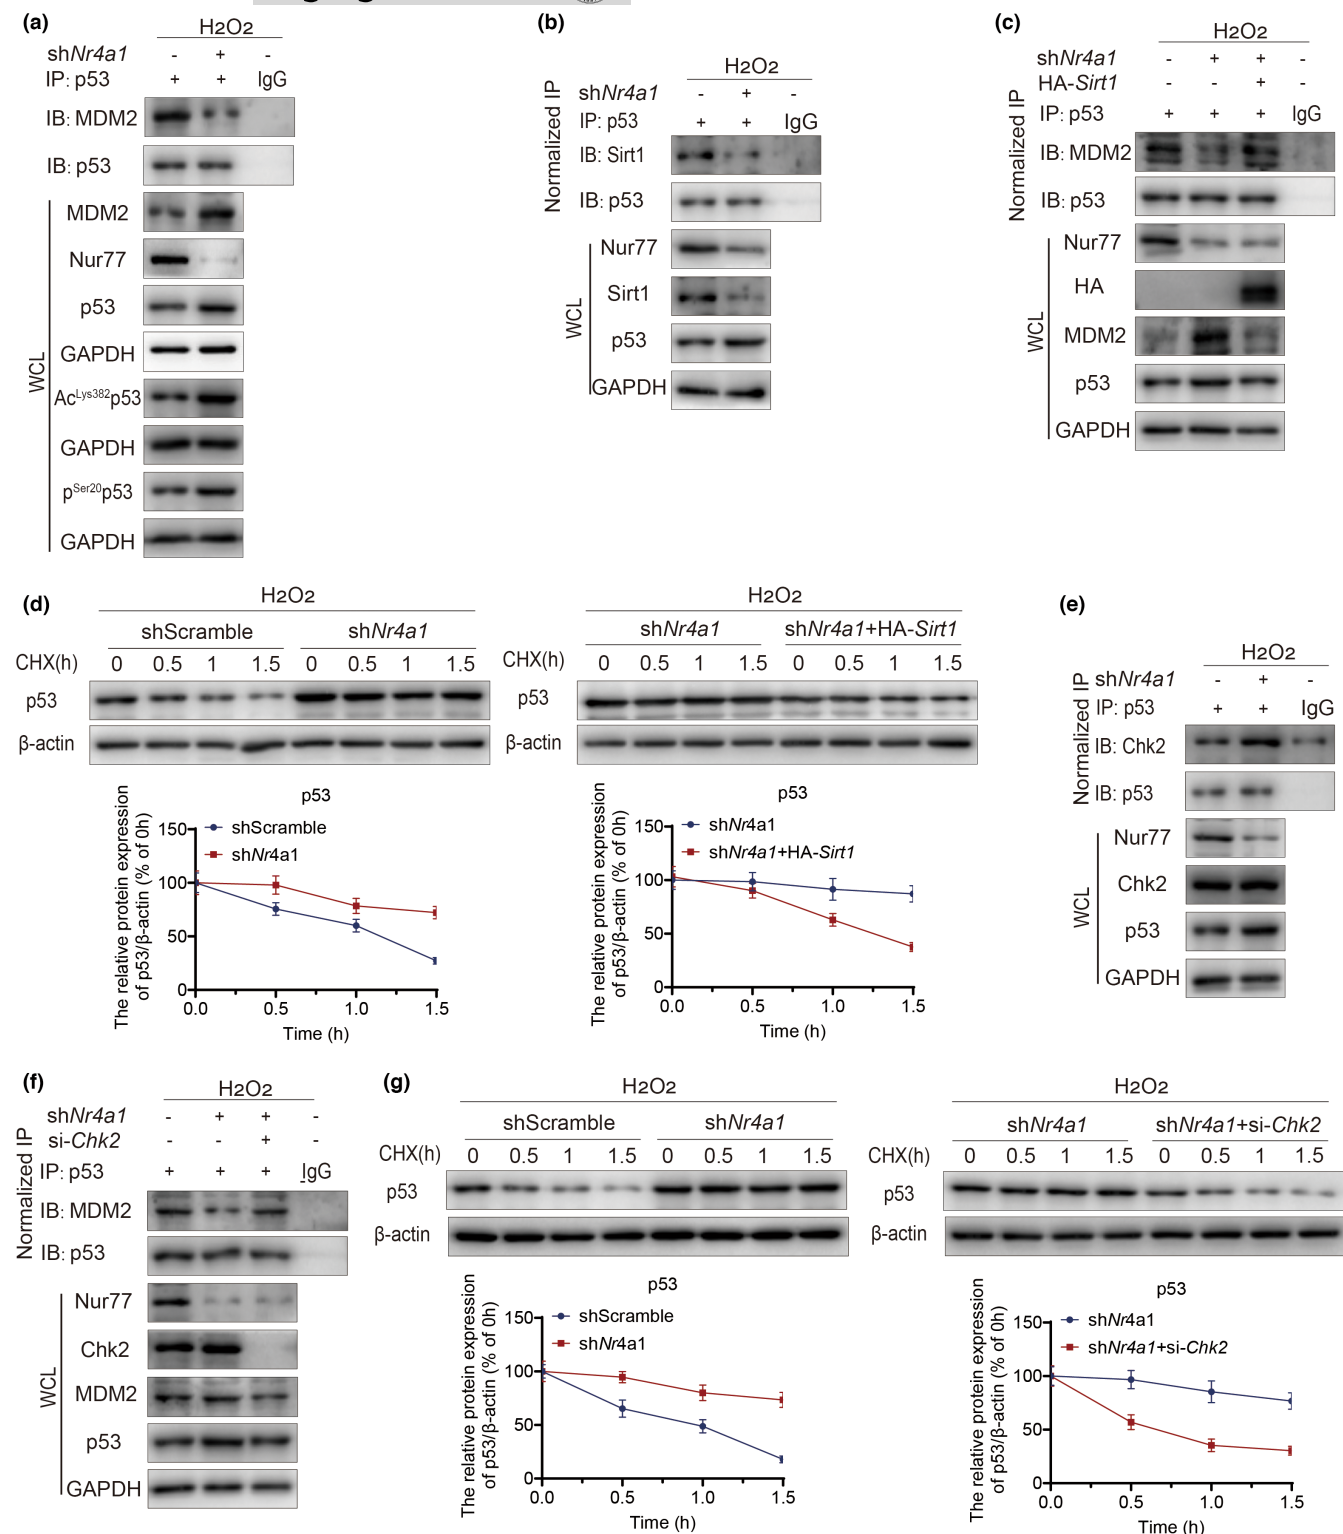 (a)
H2O2
shNr4a1 - + -
IP: p53 + + IgG
IB: MDM2
IB: p53
WCL
MDM2
Nur77
p53
GAPDH
AcLys382p53
GAPDH
pSer20p53
GAPDH
(b)
Normalized IP
H2O2
shNr4a1 - + -
IP: p53 + + IgG
IB: Sirt1
IB: p53
WCL
Nur77
Sirt1
p53
GAPDH
(c)
Normalized IP
H2O2
shNr4a1 - + + -
HA-Sirt1 - - + -
IP: p53 + + + IgG
IB: MDM2
IB: p53
WCL
Nur77
HA
MDM2
p53
GAPDH
(d)
H2O2
shScramble shNr4a1
CHX(h) 0 0.5 1 1.5 0 0.5 1 1.5
p53
β-actin
p53
The relative protein expression
of p53/β-actin (% of 0h)
150
100
50
0
shScramble
shNr4a1
0.0 0.5 1.0 1.5
Time (h)
H2O2
shNr4a1 shNr4a1+HA-Sirt1
CHX(h) 0 0.5 1 1.5 0 0.5 1 1.5
p53
β-actin
p53
The relative protein expression
of p53/β-actin (% of 0h)
150
100
50
0
shNr4a1
shNr4a1+HA-Sirt1
0.0 0.5 1.0 1.5
Time (h)
(e)
Normalized IP
H2O2
shNr4a1 - + -
IP: p53 + + IgG
IB: Chk2
IB: p53
WCL
Nur77
Chk2
p53
GAPDH
(f)
Normalized IP
H2O2
shNr4a1 - + + -
si-Chk2 - - + -
IP: p53 + + + IgG
IB: MDM2
IB: p53
WCL
Nur77
Chk2
MDM2
p53
GAPDH
(g)
H2O2
shScramble shNr4a1
CHX(h) 0 0.5 1 1.5 0 0.5 1 1.5
p53
β-actin
p53
The relative protein expression
of p53/β-actin (% of 0h)
150
100
50
0
shScramble
shNr4a1
0.0 0.5 1.0 1.5
Time (h)
H2O2
shNr4a1 shNr4a1+si-Chk2
CHX(h) 0 0.5 1 1.5 0 0.5 1 1.5
p53
β-actin
p53
The relative protein expression
of p53/β-actin (% of 0h)
150
100
50
0
shNr4a1
shNr4a1+si-Chk2
0.0 0.5 1.0 1.5
Time (h)